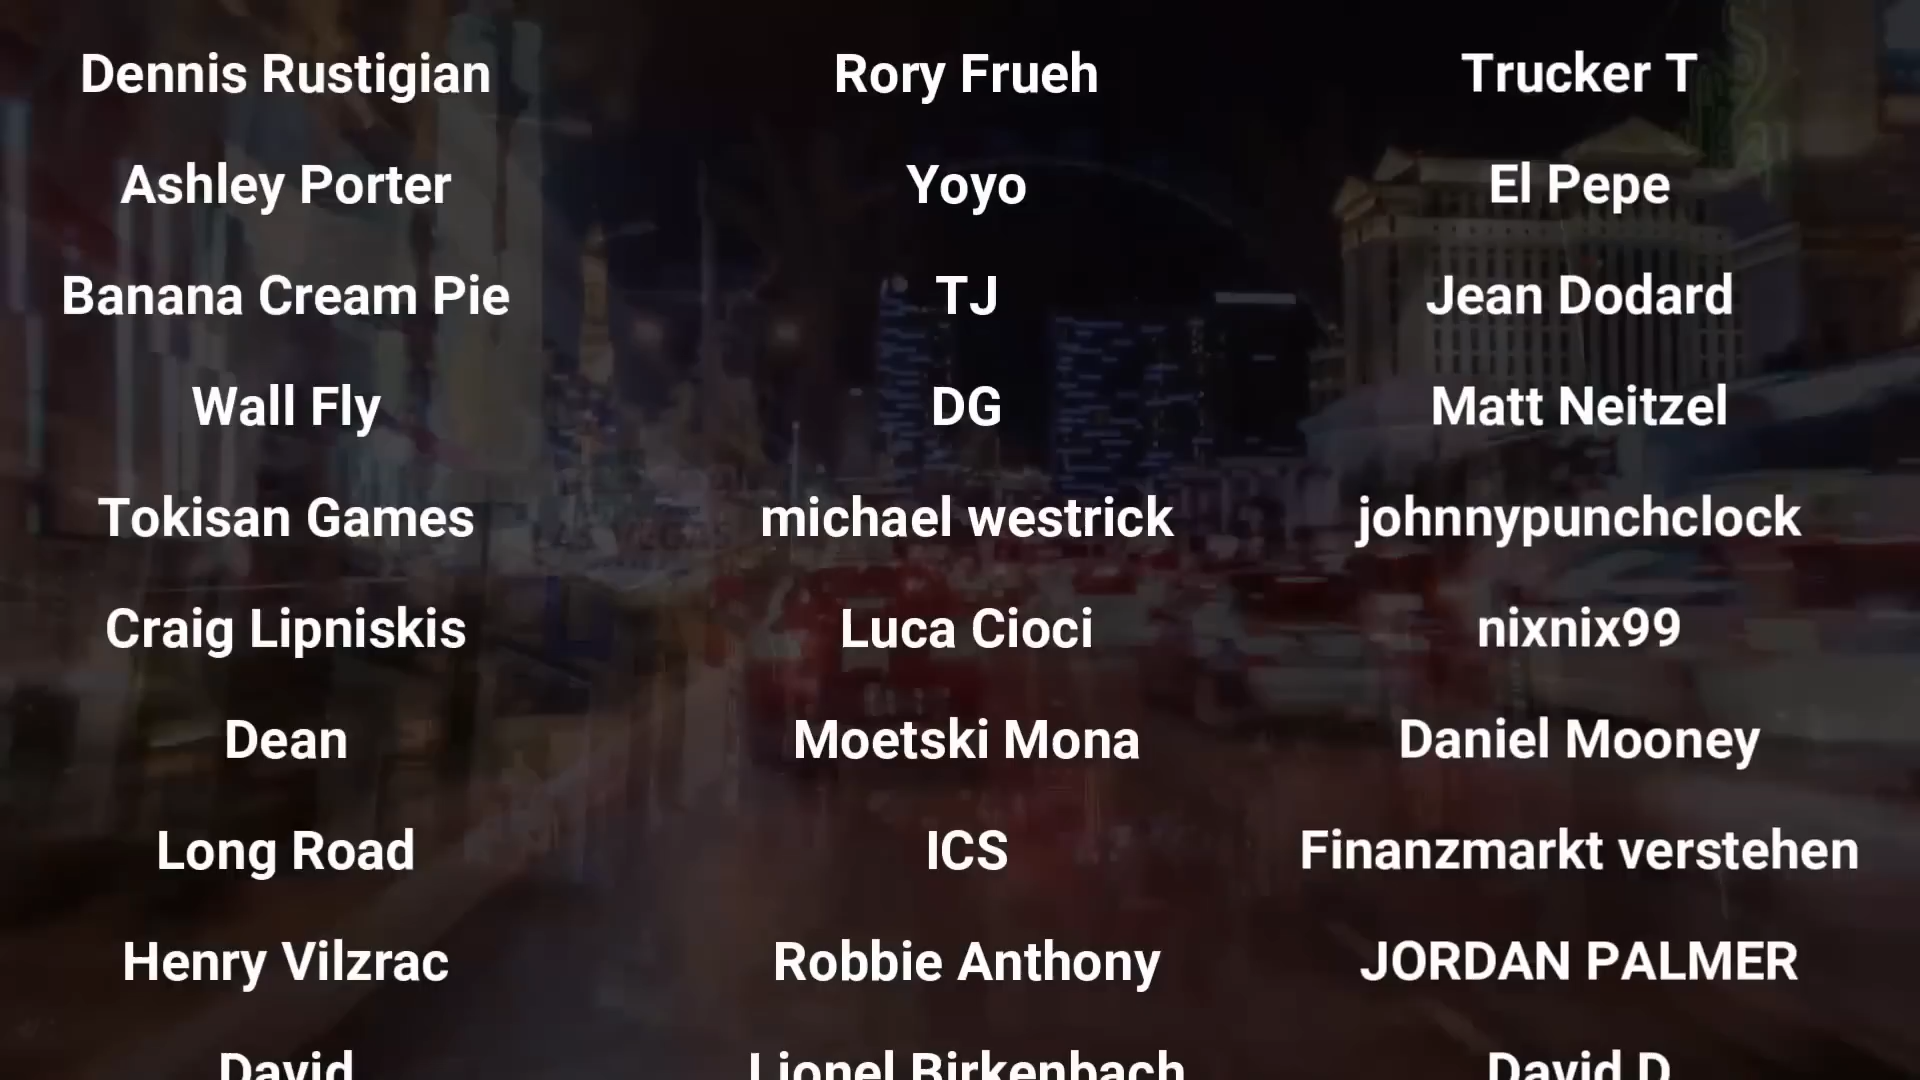 Dennis Rustigian Rory Frueh Trucker T
Ashley Porter Yoyo El Pepe
Banana Cream Pie TJ Jean Dodard
Wall Fly DG Matt Neitzel
Tokisan Games michael westrick johnnypunchclock
Craig Lipniskis Luca Cioci nixnix99
Dean Moetski Mona Daniel Mooney
Long Road ICS Finanzmarkt verstehen
Henry Vilzrac Robbie Anthony JORDAN PALMER
David Lionel Birkenbach David D